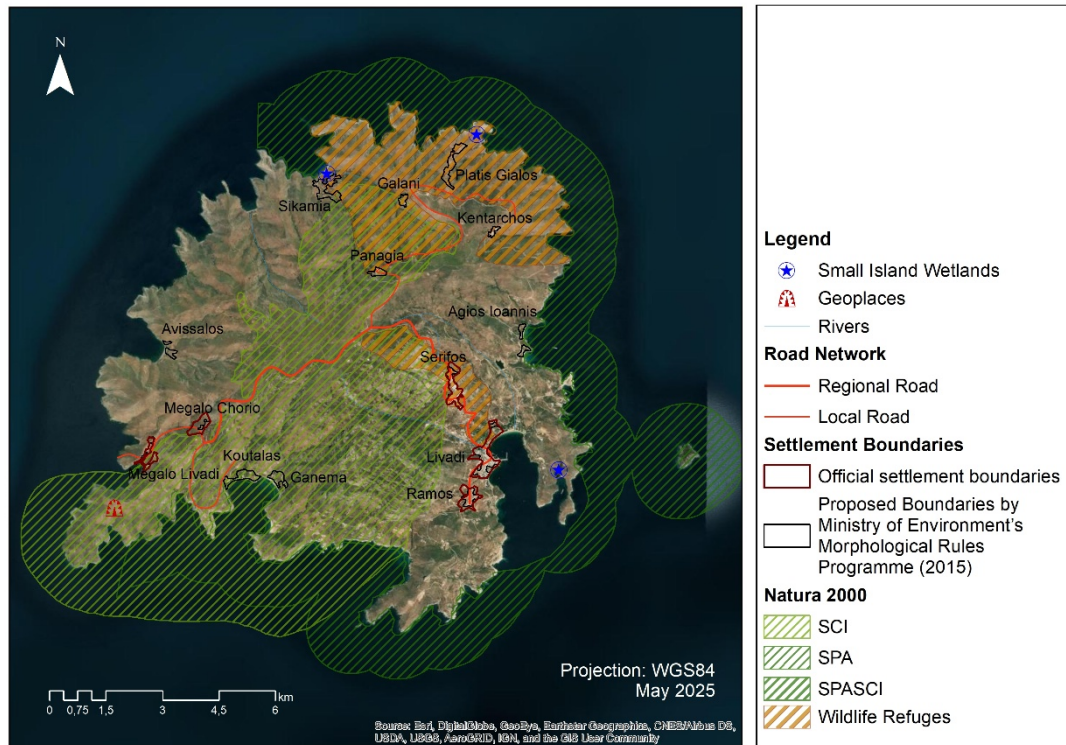 N
Platis Gialos
Galani
Sikamia
Kentarchos
Panagia
Agios Ioannis
Avissalos
Serifos
Megalo Chorio
Koutalas
Livadi
Megalo Livadi
Ganema
Ramos
Projection: WGS84
May 2025
km
0 0,75 1,5 3 4,5 6
Source: Esri, DigitalGlobe, GeoEye, Earthstar Geographics, CNES/Airbus DS,
USDA, USGS, AeroGRID, IGN, and the GIS User Community
Legend
Small Island Wetlands
Geoplaces
Rivers
Road Network
Regional Road
Local Road
Settlement Boundaries
Official settlement boundaries
Proposed Boundaries by
Ministry of Environment's
Morphological Rules
Programme (2015)
Natura 2000
SCI
SPA
SPASCI
Wildlife Refuges